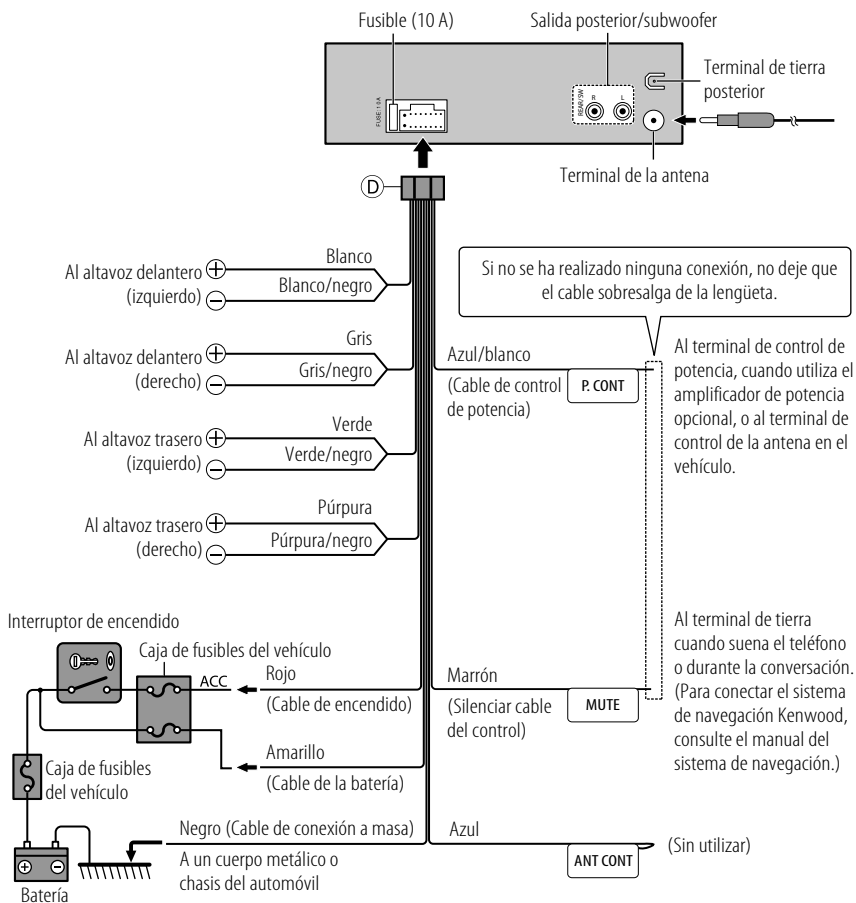 Fusible (10 A)
Salida posterior/subwoofer
Terminal de tierra
posterior
FUSE 10A
REAR/SW
R
L
Terminal de la antena
D
Si no se ha realizado ninguna conexión, no deje que
el cable sobresalga de la lengüeta.
Blanco
Al altavoz delantero
(izquierdo)
Blanco/negro
Gris
Al altavoz delantero
(derecho)
Gris/negro
Verde
Al altavoz trasero
(izquierdo)
Verde/negro
Púrpura
Al altavoz trasero
(derecho)
Púrpura/negro
Azul/blanco
(Cable de control
de potencia)
P. CONT
Al terminal de control de
potencia, cuando utiliza el
amplificador de potencia
opcional, o al terminal de
control de la antena en el
vehículo.
Interruptor de encendido
Caja de fusibles del vehículo
ACC
Rojo
(Cable de encendido)
Amarillo
(Cable de la batería)
Caja de fusibles
del vehículo
Marrón
(Silenciar cable
del control)
MUTE
Al terminal de tierra
cuando suena el teléfono
o durante la conversación.
(Para conectar el sistema
de navegación Kenwood,
consulte el manual del
sistema de navegación.)
Negro (Cable de conexión a masa)
A un cuerpo metálico o
chasis del automóvil
Batería
Azul
ANT CONT
(Sin utilizar)